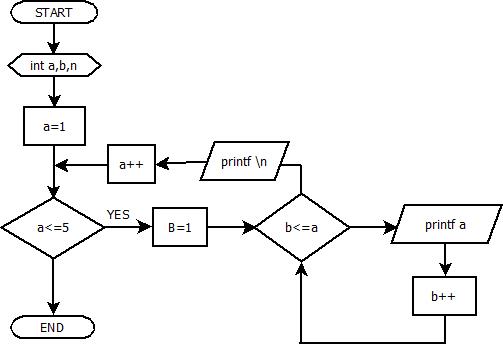 START
int a,b,n
a=1
a++
printf \n
a<=5
YES
B=1
b<=a
printf a
b++
END